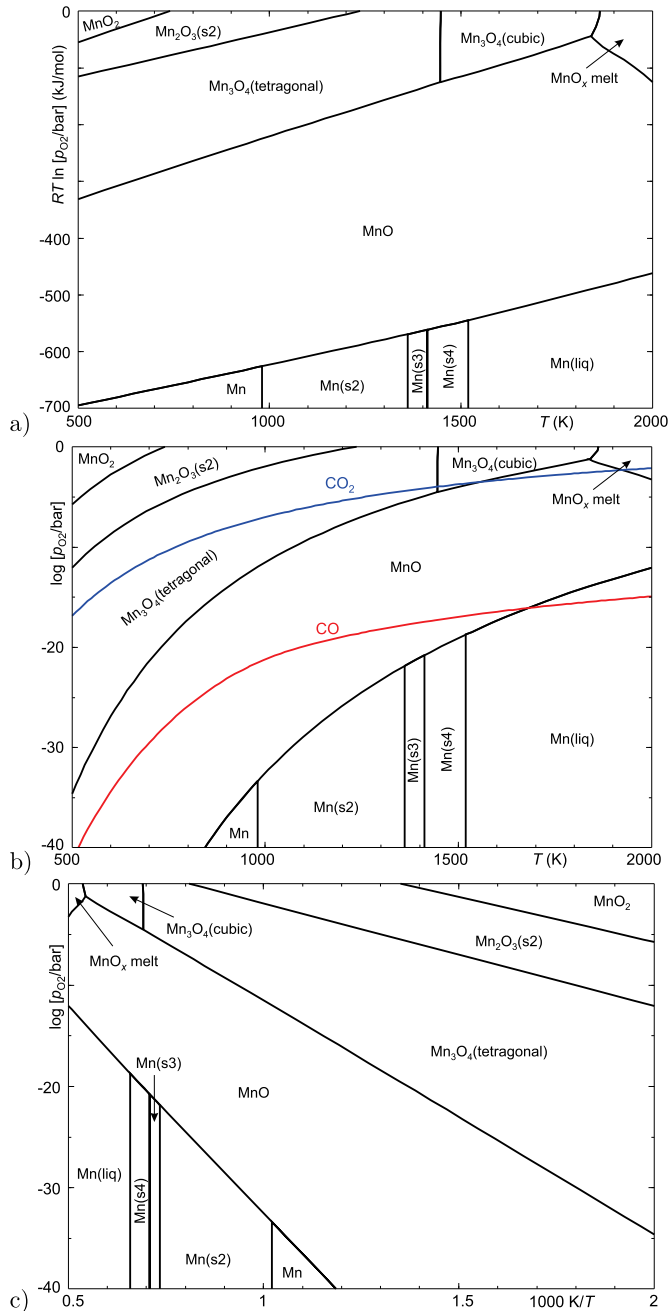 0
MnO₂
Mn₂O₃(s2)
Mn₃O₄(cubic)
Mn₃O₄(tetragonal)
MnOₓ melt
RT ln [pO2/bar] (kJ/mol)
MnO
-400
-500
-600
-700
Mn
Mn(s2)
Mn(s3)
Mn(s4)
Mn(liq)
500
1000
1500
T (K)
2000
a)
0
MnO₂
Mn₂O₃(s2)
Mn₃O₄(cubic)
CO₂
MnOₓ melt
log [pO2/bar]
Mn₃O₄(tetragonal)
MnO
-20
CO
-30
Mn(s3)
Mn(s4)
Mn(liq)
Mn(s2)
Mn
-40
500
1000
1500
T (K)
2000
b)
0
MnO₂
Mn₃O₄(cubic)
Mn₂O₃(s2)
MnOₓ melt
log [pO2/bar]
Mn₃O₄(tetragonal)
Mn(s3)
-20
MnO
Mn(liq)
Mn(s4)
-30
Mn(s2)
Mn
-40
0.5
1
1.5
1000 K/T
2
c)